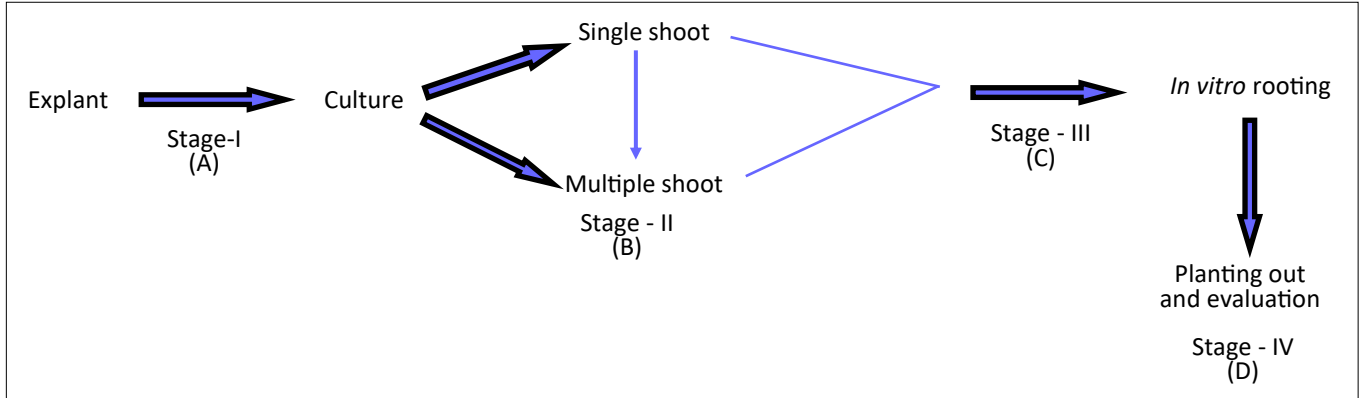 Explant
Stage-I
(A)
Culture
Single shoot
Multiple shoot
Stage - II
(B)
Stage - III
(C)
In vitro rooting
Planting out
and evaluation
Stage - IV
(D)